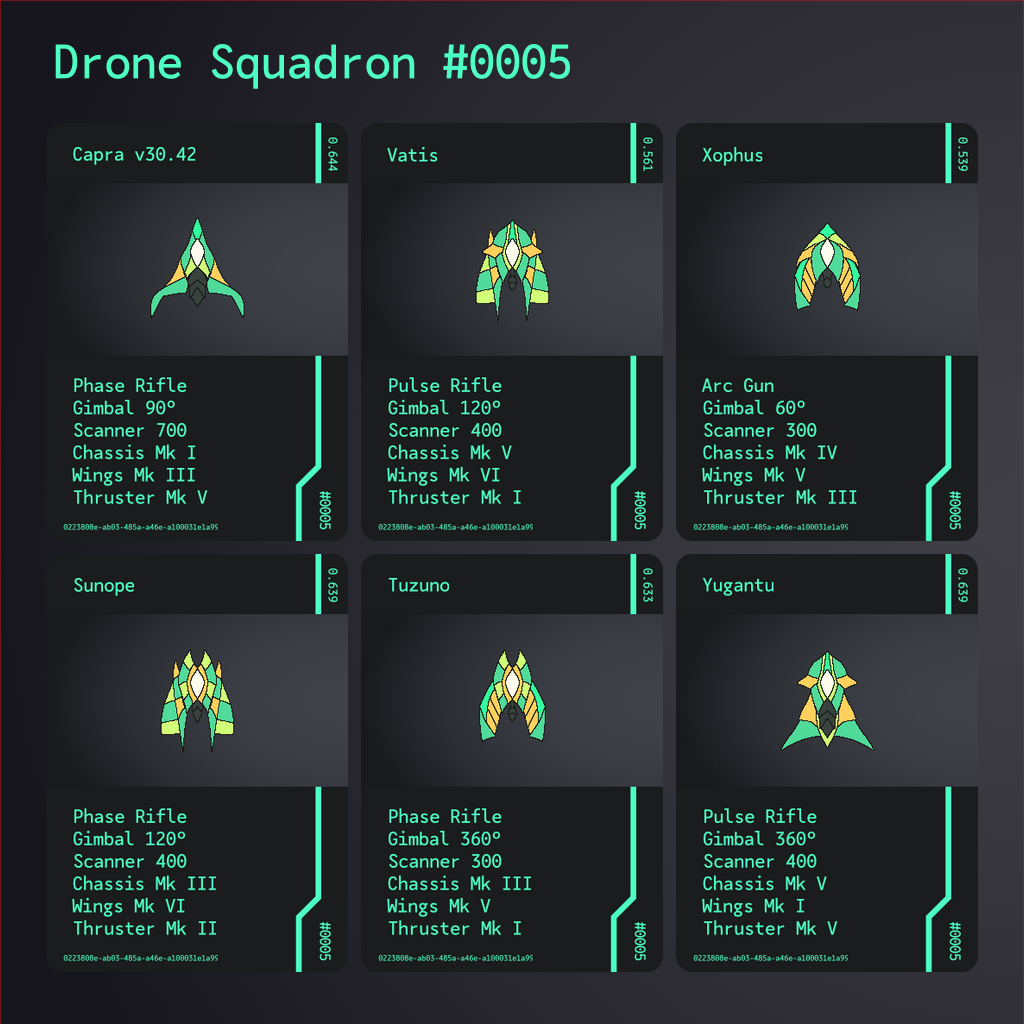 Drone Squadron #0005
Capra v30.42
0.644
Phase Rifle
Gimbal 90°
Scanner 700
Chassis Mk I
Wings Mk III
Thruster Mk V
#0005
0223808e-ab03-485a-a46e-a100031e1a95
Vatis
0.561
Pulse Rifle
Gimbal 120°
Scanner 400
Chassis Mk V
Wings Mk VI
Thruster Mk I
#0005
0223808e-ab03-485a-a46e-a100031e1a95
Xophus
0.539
Arc Gun
Gimbal 60°
Scanner 300
Chassis Mk IV
Wings Mk V
Thruster Mk III
#0005
0223808e-ab03-485a-a46e-a100031e1a95
Sunope
0.639
Phase Rifle
Gimbal 120°
Scanner 400
Chassis Mk III
Wings Mk VI
Thruster Mk II
#0005
0223808e-ab03-485a-a46e-a100031e1a95
Tuzuno
0.633
Phase Rifle
Gimbal 360°
Scanner 300
Chassis Mk III
Wings Mk V
Thruster Mk I
#0005
0223808e-ab03-485a-a46e-a100031e1a95
Yugantu
0.639
Pulse Rifle
Gimbal 360°
Scanner 400
Chassis Mk V
Wings Mk I
Thruster Mk V
#0005
0223808e-ab03-485a-a46e-a100031e1a95